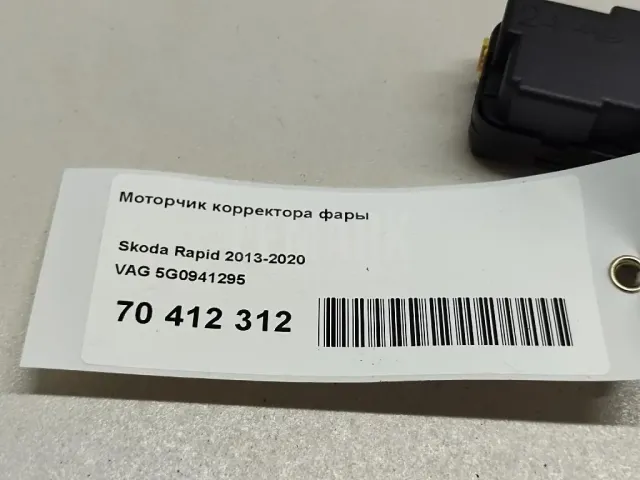 Моторчик корректора фары
Skoda Rapid 2013-2020
VAG 5G0941295
70 412 312